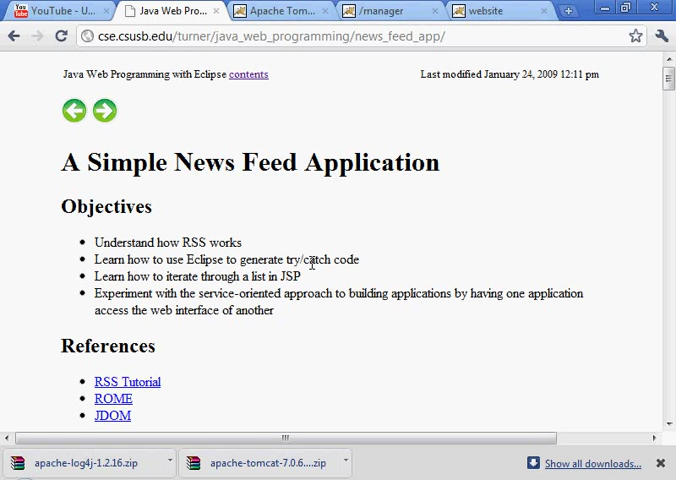 YouTube - U...
Java Web Pro...
Apache Tom...
/manager
website
cse.csusb.edu/turner/java_web_programming/news_feed_app/
Java Web Programming with Eclipse contents
Last modified January 24, 2009 12:11 pm
A Simple News Feed Application
Objectives
Understand how RSS works
Learn how to use Eclipse to generate try/catch code
Learn how to iterate through a list in JSP
Experiment with the service-oriented approach to building applications by having one application
access the web interface of another
References
RSS Tutorial
ROME
JDOM
apache-log4j-1.2.16.zip
apache-tomcat-7.0.6....zip
Show all downloads...